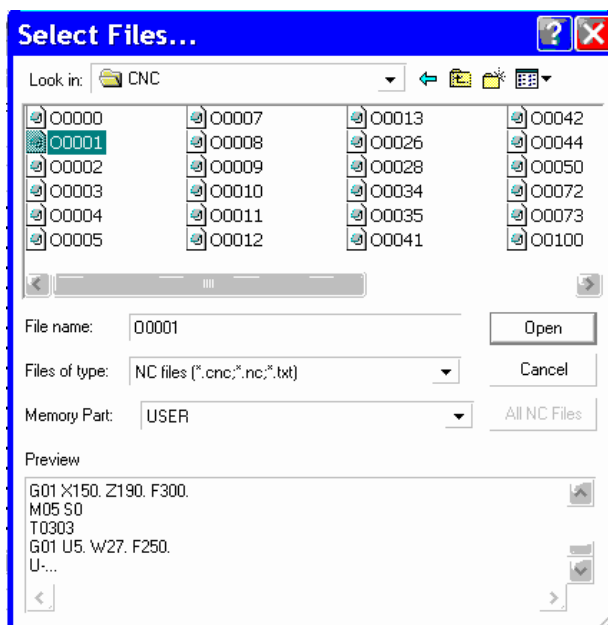 Select Files...
Look in: CNC
O0000 O0007 O0013 O0042
O0001 O0008 O0026 O0044
O0002 O0009 O0028 O0050
O0003 O0010 O0034 O0072
O0004 O0011 O0035 O0073
O0005 O0012 O0041 O0100
File name: O0001 Open
Files of type: NC files (*.cnc;*.nc;*.txt) Cancel
Memory Part: USER All NC Files
Preview
G01 X150. Z190. F300.
M05 S0
T0303
G01 U5. W27. F250.
U-...